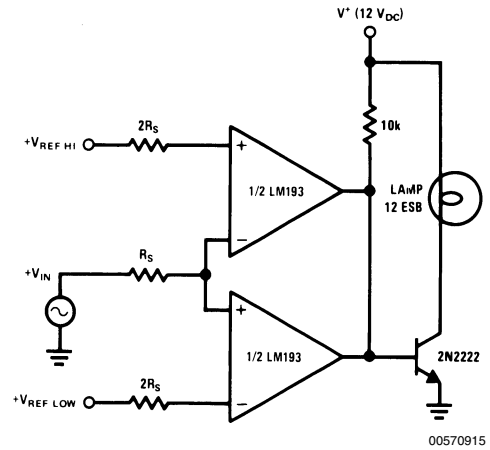 V+ (12 VDC)
2RS
+VREF HI
10k
+
1/2 LM193
−
LAMP
12 ESB
RS
+VIN
+
1/2 LM193
−
2N2222
2RS
+VREF LOW
00570915